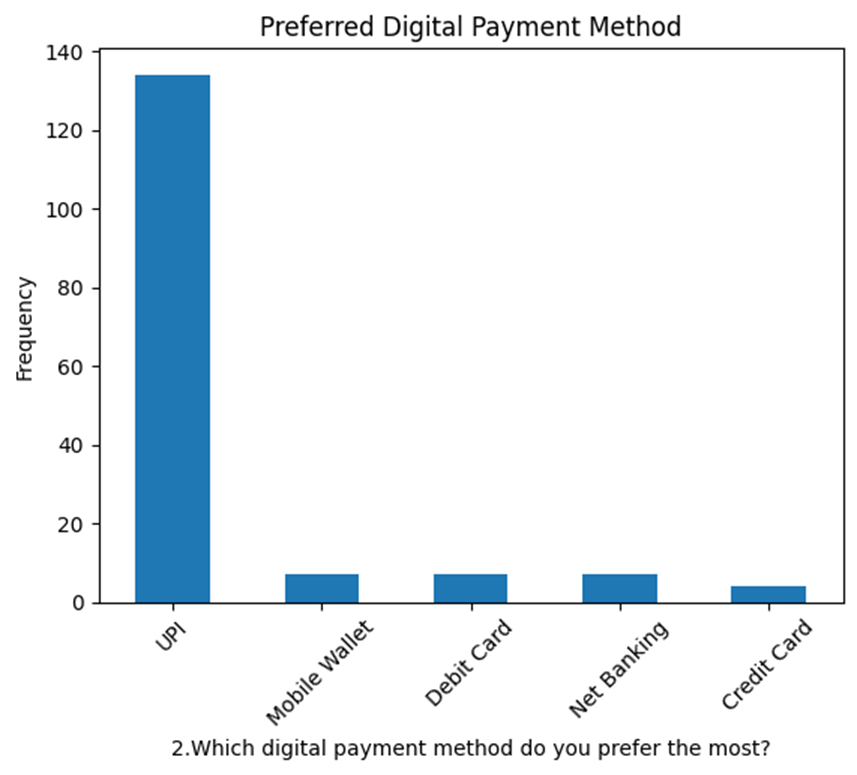 Preferred Digital Payment Method
140
120
100
80
60
40
20
0
Frequency
UPI
Mobile Wallet
Debit Card
Net Banking
Credit Card
2.Which digital payment method do you prefer the most?